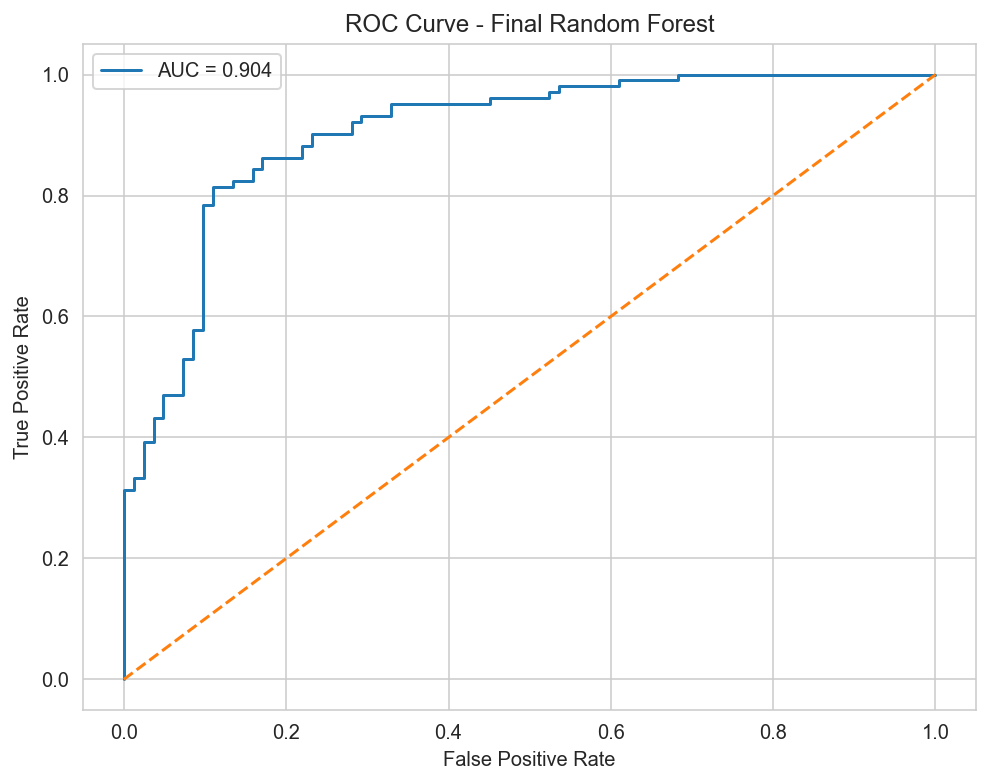 ROC Curve - Final Random Forest
AUC = 0.904
True Positive Rate
1.0
0.8
0.6
0.4
0.2
0.0
0.0 0.2 0.4 0.6 0.8 1.0
False Positive Rate